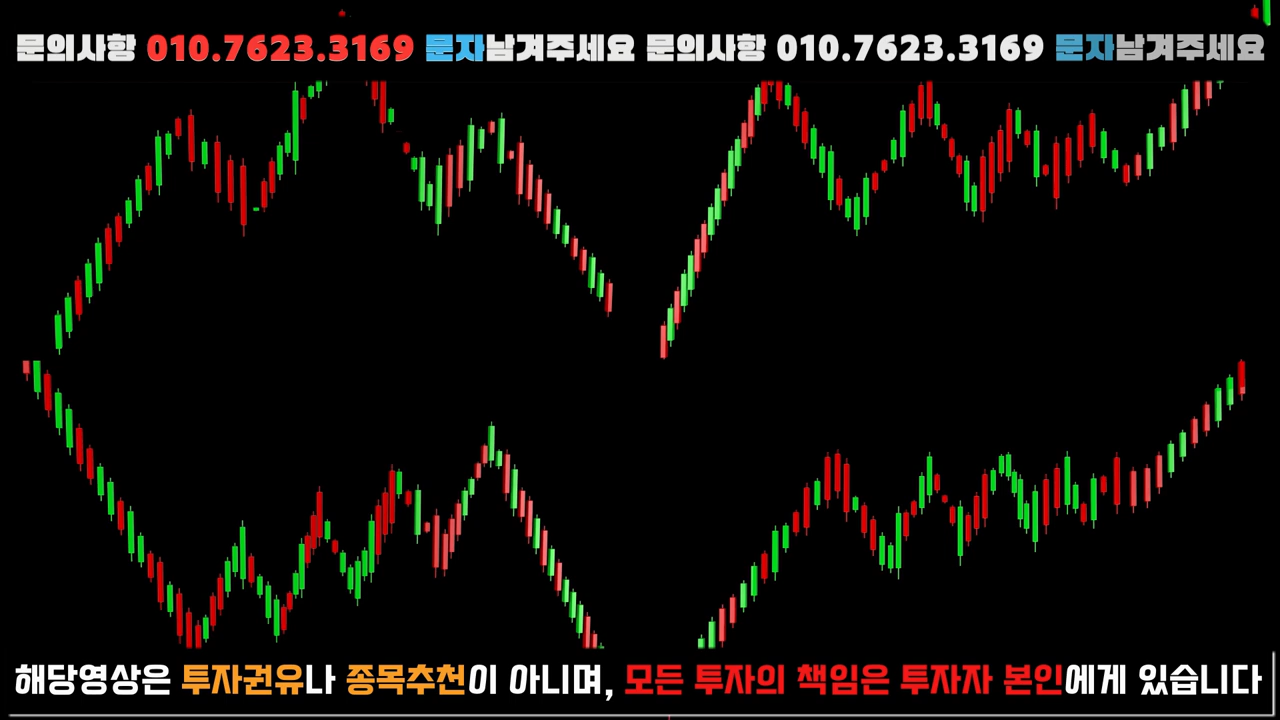 문의사항 010.7623.3169 문자남겨주세요 문의사항 010.7623.3169 문자남겨주세요
해당영상은 투자권유나 종목추천이 아니며, 모든 투자의 책임은 투자자 본인에게 있습니다